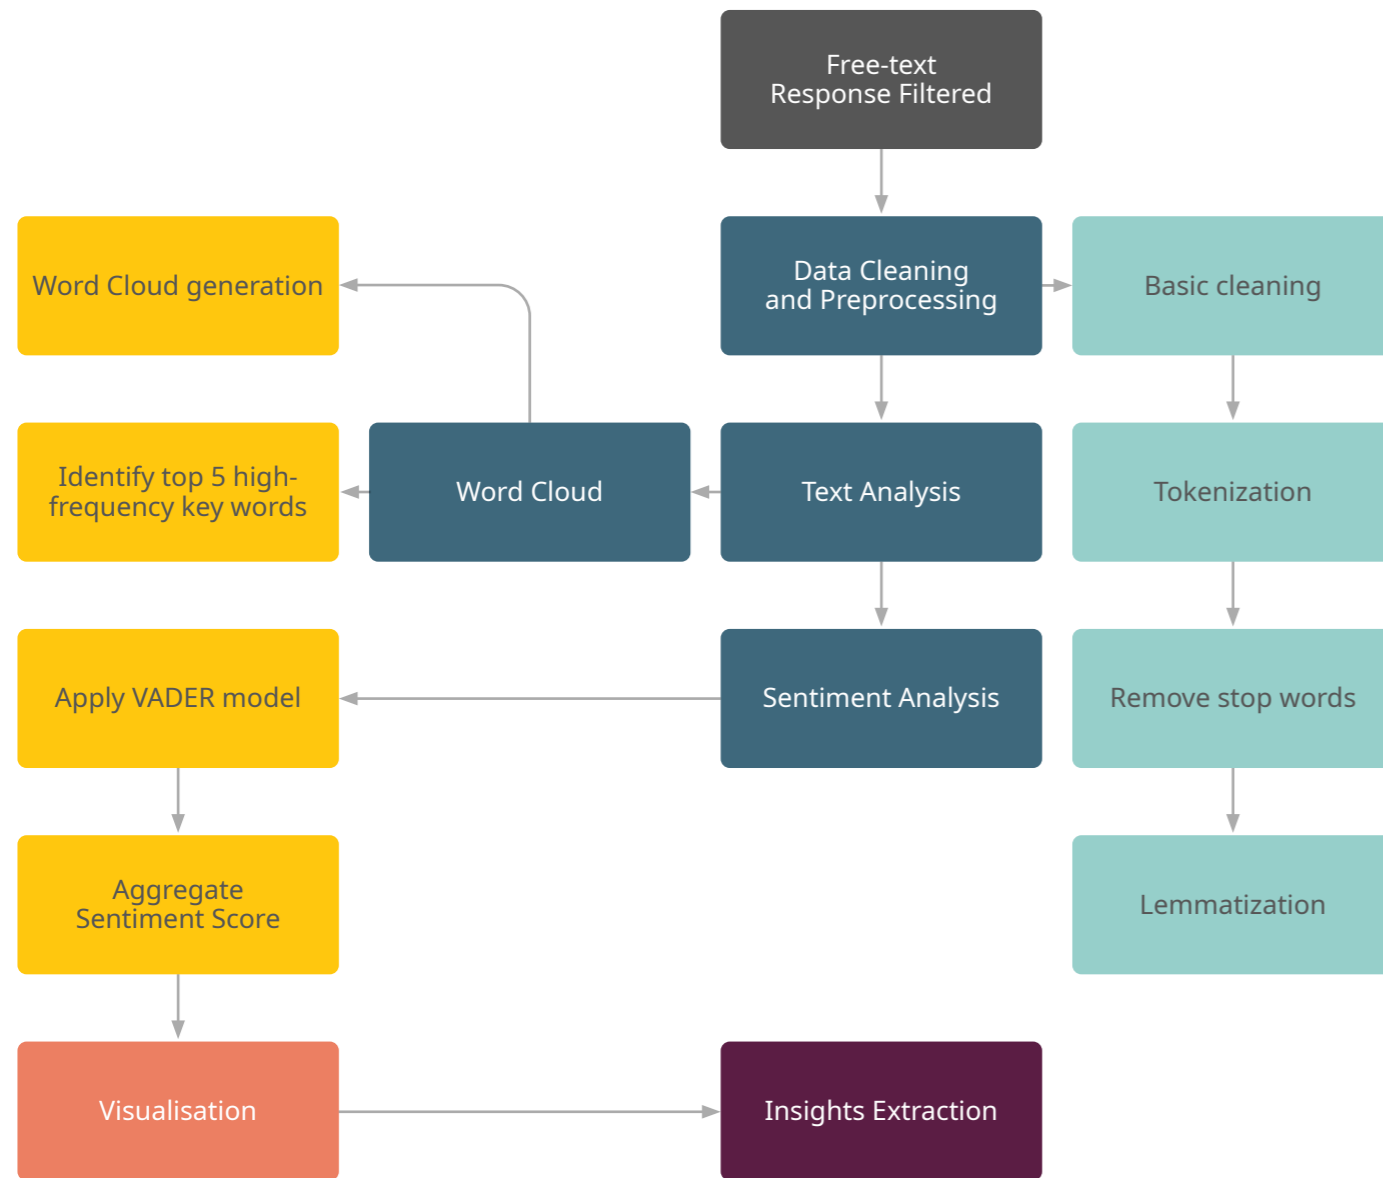 Free-text
Response Filtered
Word Cloud generation
Data Cleaning
and Preprocessing
Basic cleaning
Identify top 5 high-
frequency key words
Word Cloud
Text Analysis
Tokenization
Apply VADER model
Sentiment Analysis
Remove stop words
Aggregate
Sentiment Score
Lemmatization
Visualisation
Insights Extraction